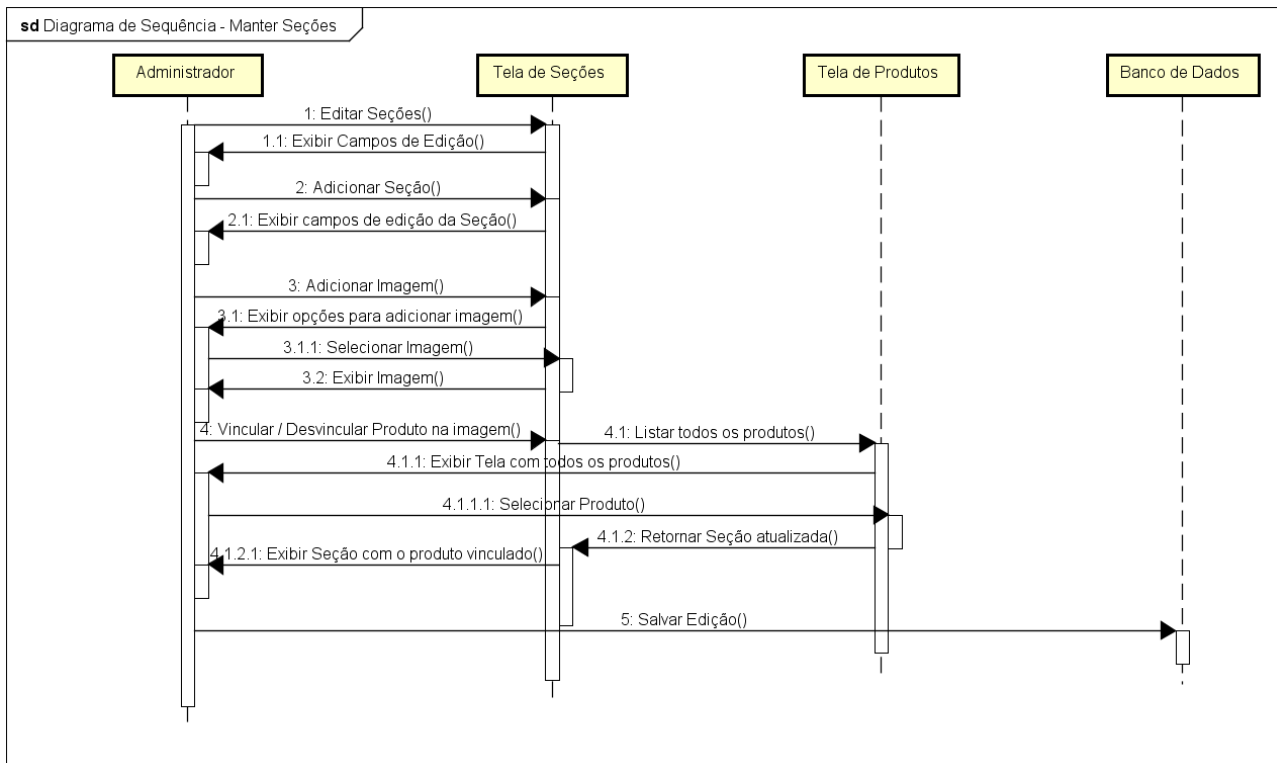 sd Diagrama de Sequência - Manter Seções
Administrador
Tela de Seções
Tela de Produtos
Banco de Dados
1: Editar Seções()
1.1: Exibir Campos de Edição()
2: Adicionar Seção()
2.1: Exibir campos de edição da Seção()
3: Adicionar Imagem()
3.1: Exibir opções para adicionar imagem()
3.1.1: Selecionar Imagem()
3.2: Exibir Imagem()
4: Vincular / Desvincular Produto na imagem()
4.1: Listar todos os produtos()
4.1.1: Exibir Tela com todos os produtos()
4.1.1.1: Selecionar Produto()
4.1.2: Retornar Seção atualizada()
4.1.2.1: Exibir Seção com o produto vinculado()
5: Salvar Edição()